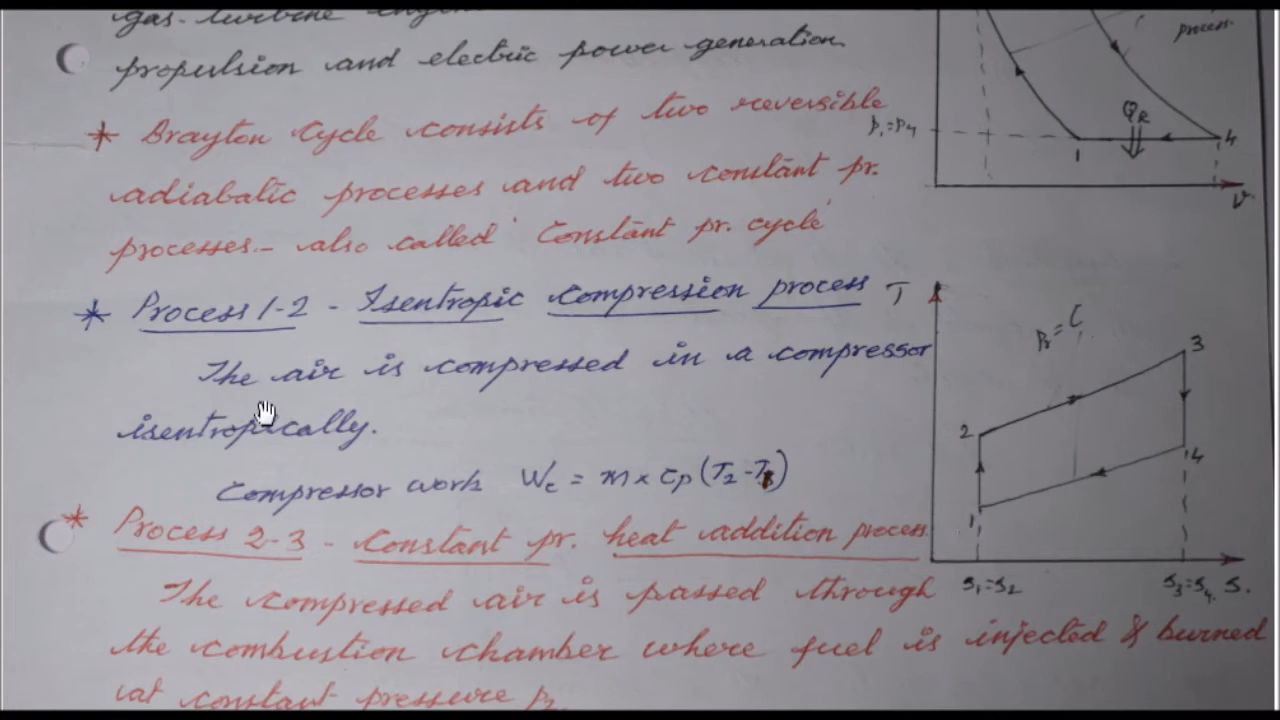 gas-turbine
propulsion and electric power generation.
* Brayton Cycle consists of two reversible
adiabatic processes and two constant pr.
processes - also called 'Constant pr. cycle'
* Process 1-2 - Isentropic compression process
The air is compressed in a compressor
isentropically.
Compressor work Wc = m x Cp (T2 - T1)
* Process 2-3 - Constant pr. heat addition process.
The compressed air is passed through
the combustion chamber where fuel is injected & burned
at constant pressure p2.
process.
p1=p4
QR
1
4
v
T
p2 = C
3
2
4
1
s1=s2
s3=s4
s.